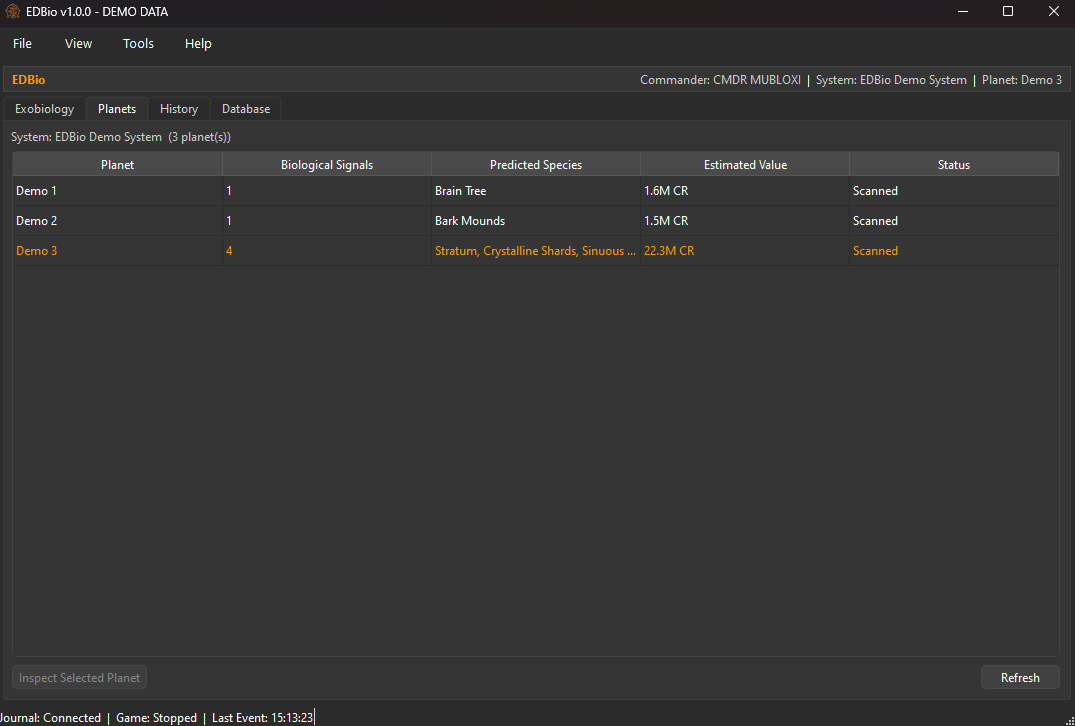 EDBio v1.0.0 - DEMO DATA
File View Tools Help
EDBio Commander: CMDR MUBLOXI | System: EDBio Demo System | Planet: Demo 3
Exobiology Planets History Database
System: EDBio Demo System (3 planet(s))
Planet Biological Signals Predicted Species Estimated Value Status
Demo 1 1 Brain Tree 1.6M CR Scanned
Demo 2 1 Bark Mounds 1.5M CR Scanned
Demo 3 4 Stratum, Crystalline Shards, Sinuous ... 22.3M CR Scanned
Inspect Selected Planet Refresh
Journal: Connected | Game: Stopped | Last Event: 15:13:23